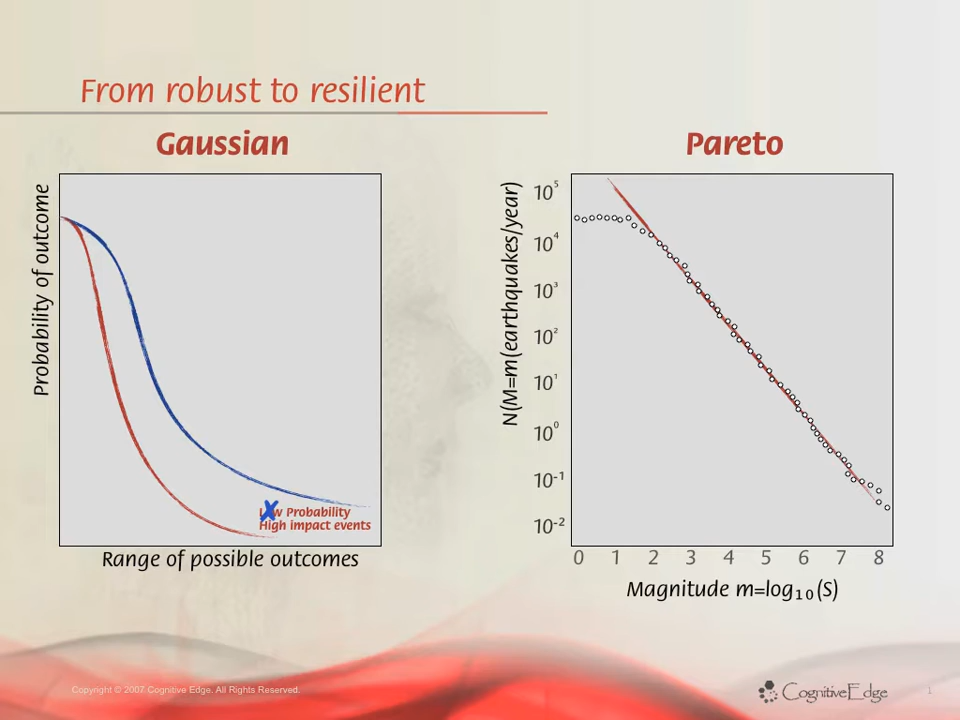 From robust to resilient
Gaussian
Probability of outcome
Low Probability
High impact events
Range of possible outcomes
Pareto
N(M=m(earthquakes/year)
10⁵
10⁴
10³
10²
10¹
10⁰
10⁻¹
10⁻²
0 1 2 3 4 5 6 7 8
Magnitude m=log₁₀(S)
Copyright © 2007 Cognitive Edge. All Rights Reserved.
CognitiveEdge
1